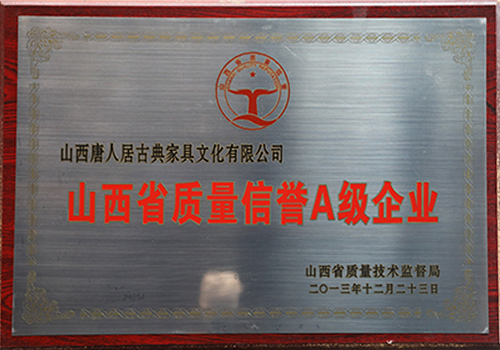 山西唐人居古典家具文化有限公司
山西省质量信誉A级企业
山西省质量技术监督局
二〇一三年十二月二十三日